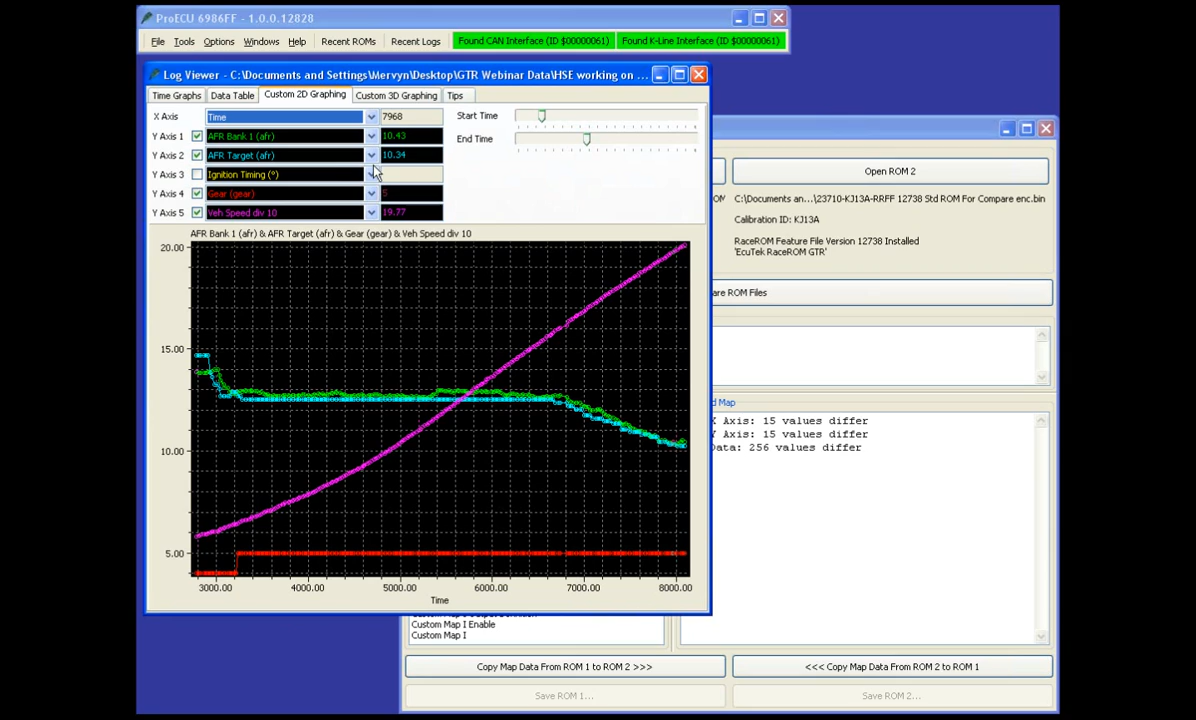 ProECU 6986FF - 1.0.0.12828
File Tools Options Windows Help Recent ROMs Recent Logs Found CAN Interface (ID $00000061) Found K-Line Interface (ID $00000061)
Log Viewer - C:\Documents and Settings\Mervyn\Desktop\GTR Webinar Data\HSE working on ...
Time Graphs Data Table Custom 2D Graphing Custom 3D Graphing Tips
X Axis Time 7968 Start Time
Y Axis 1 AFR Bank 1 (afr) 10.43
End Time
Y Axis 2 AFR Target (afr) 10.34
Y Axis 3 Ignition Timing (°)
Y Axis 4 Gear (gear) 5
Y Axis 5 Veh Speed div 10 19.77
AFR Bank 1 (afr) & AFR Target (afr) & Gear (gear) & Veh Speed div 10
20.00
15.00
10.00
5.00
3000.00 4000.00 5000.00 6000.00 7000.00 8000.00
Time
Open ROM 2
OM C:\Documents an...\23710-KJ13A-RRFF 12738 Std ROM For Compare enc.bin
Calibration ID: KJ13A
RaceROM Feature File Version 12738 Installed
'EcuTek RaceROM GTR'
are ROM Files
d Map
X Axis: 15 values differ
Y Axis: 15 values differ
Data: 256 values differ
Custom Map I Enable
Custom Map I
Copy Map Data From ROM 1 to ROM 2 >>>
<<< Copy Map Data From ROM 2 to ROM 1
Save ROM 1...
Save ROM 2...